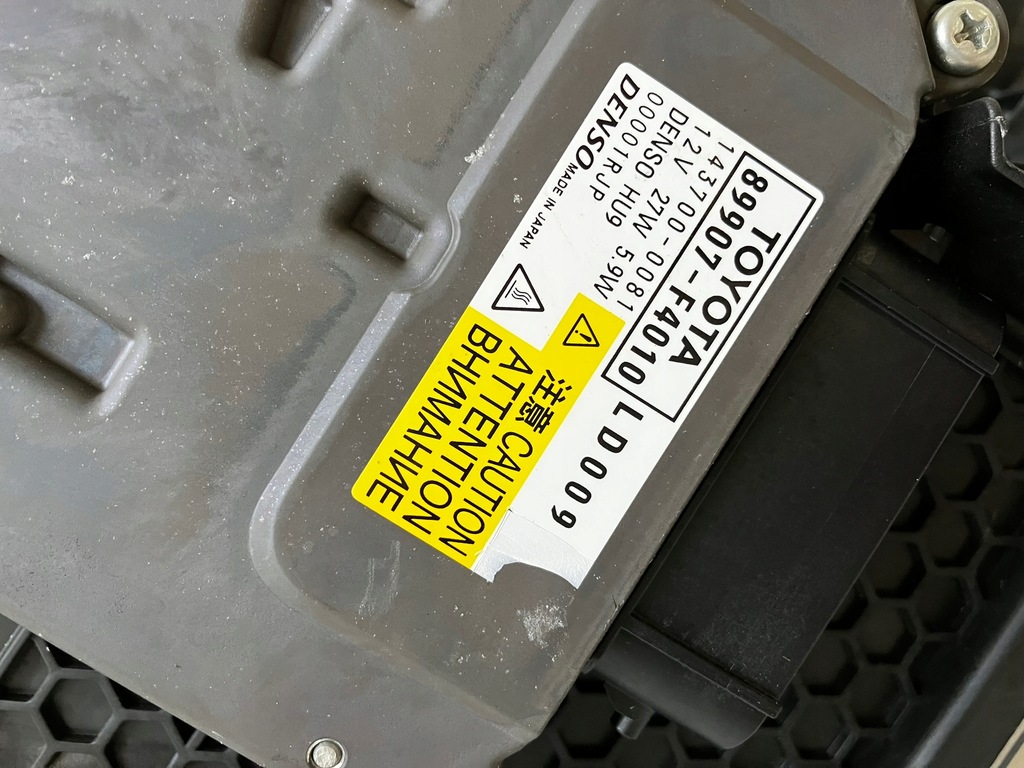 TOYOTA
89907-F4010
LD009
143700-0081
12V 27W 5.9W
DENSO HU9
00001RJP
DENSO MADE IN JAPAN
注意 CAUTION
ATTENTION
ВНИМАНИЕ